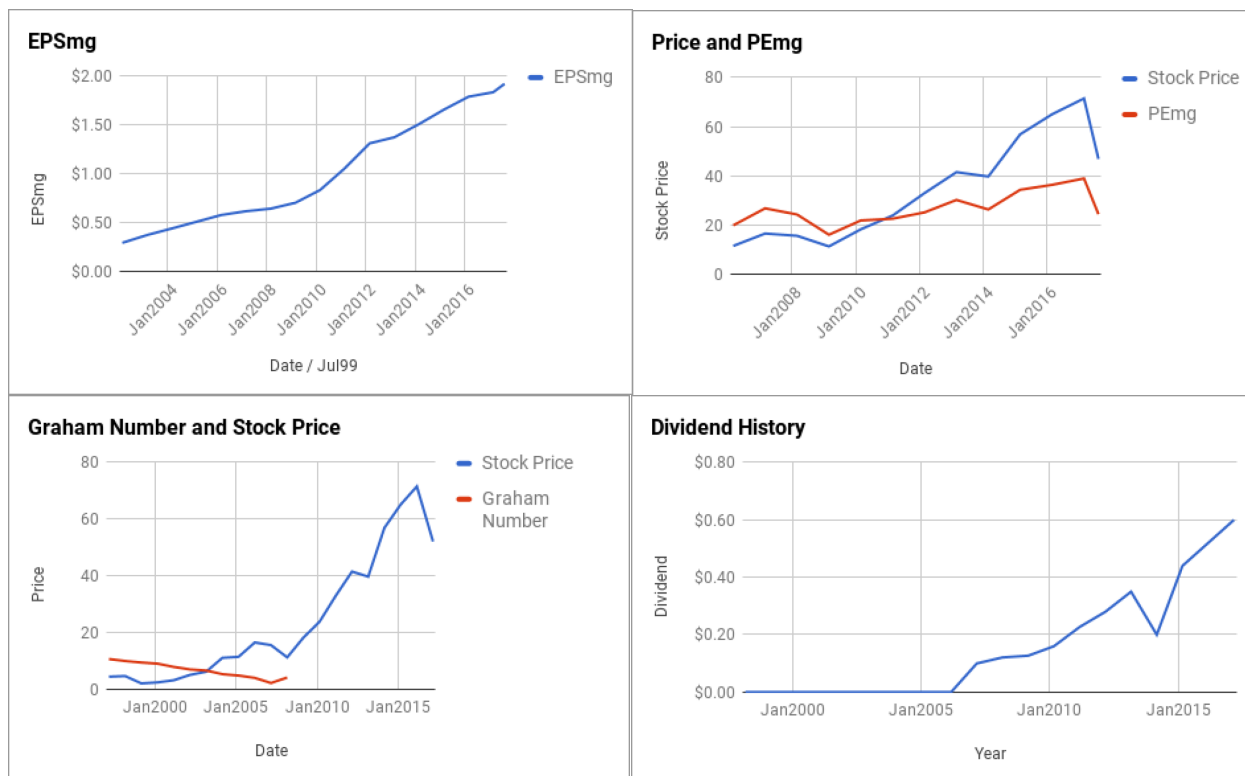 EPSmg
$2.00
$1.50
$1.00
$0.50
$0.00
EPSmg
EPSmg
Jan2004
Jan2006
Jan2008
Jan2010
Jan2012
Jan2014
Jan2016
Date / Jul99
Price and PEmg
80
60
40
20
0
Stock Price
Stock Price
PEmg
Jan2008
Jan2010
Jan2012
Jan2014
Jan2016
Date
Graham Number and Stock Price
80
60
40
20
0
Price
Stock Price
Graham
Number
Jan2000
Jan2005
Jan2010
Jan2015
Date
Dividend History
$0.80
$0.60
$0.40
$0.20
$0.00
Dividend
Jan2000
Jan2005
Jan2010
Jan2015
Year